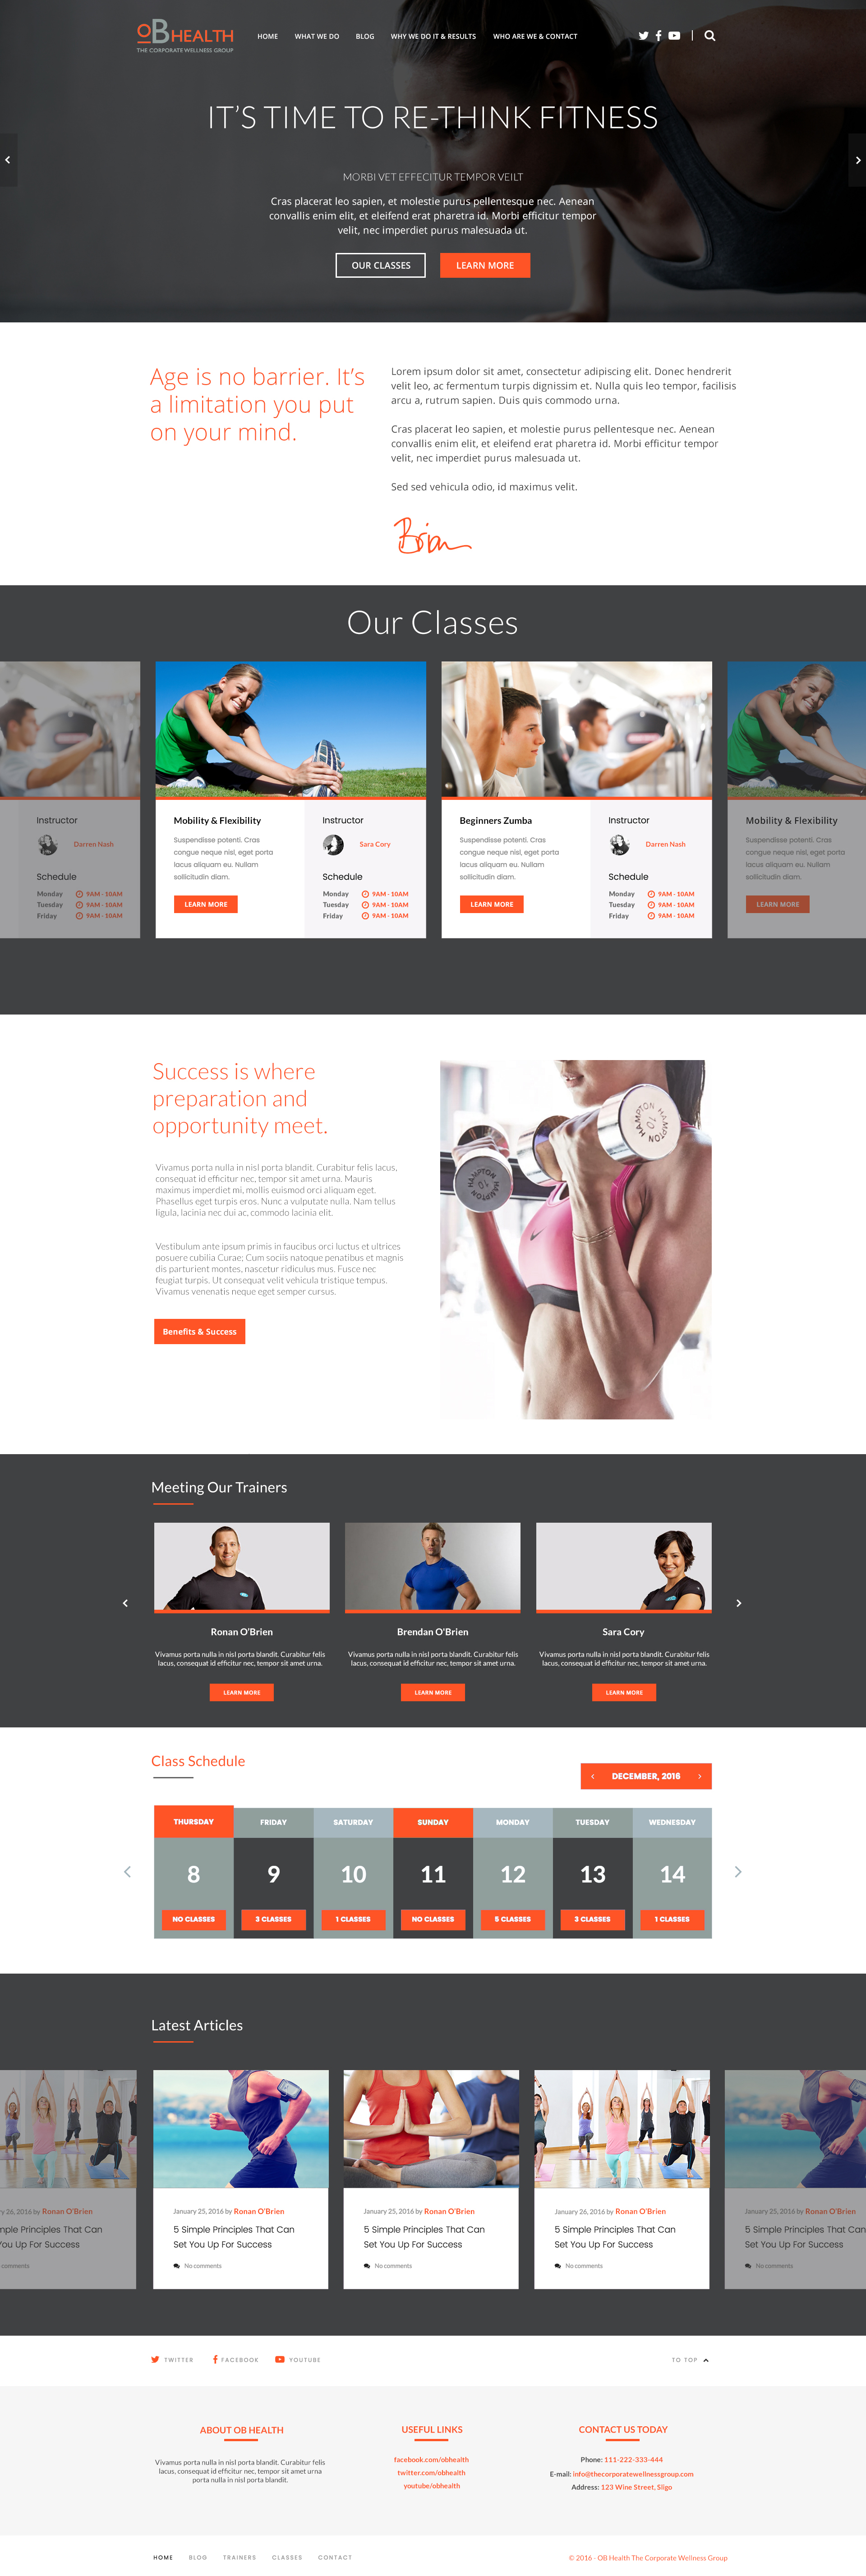 OBHEALTH
THE CORPORATE WELLNESS GROUP
HOME WHAT WE DO BLOG WHY WE DO IT & RESULTS WHO ARE WE & CONTACT
IT'S TIME TO RE-THINK FITNESS
MORBI VET EFFECITUR TEMPOR VEILT
Cras placerat leo sapien, et molestie purus pellentesque nec. Aenean
convallis enim elit, et eleifend erat pharetra id. Morbi efficitur tempor
velit, nec imperdiet purus malesuada ut.
OUR CLASSES LEARN MORE
Age is no barrier. It's
a limitation you put
on your mind.
Lorem ipsum dolor sit amet, consectetur adipiscing elit. Donec hendrerit
velit leo, ac fermentum turpis dignissim et. Nulla quis leo tempor, facilisis
arcu a, rutrum sapien. Duis quis commodo urna.
Cras placerat leo sapien, et molestie purus pellentesque nec. Aenean
convallis enim elit, et eleifend erat pharetra id. Morbi efficitur tempor
velit, nec imperdiet purus malesuada ut.
Sed sed vehicula odio, id maximus velit.
Brian
Our Classes
Instructor
Darren Nash
Schedule
Monday 9AM - 10AM
Tuesday 9AM - 10AM
Friday 9AM - 10AM
Mobility & Flexibility
Suspendisse potenti. Cras
congue neque nisl, eget porta
lacus aliquam eu. Nullam
sollicitudin diam.
LEARN MORE
Instructor
Sara Cory
Schedule
Monday 9AM - 10AM
Tuesday 9AM - 10AM
Friday 9AM - 10AM
Beginners Zumba
Suspendisse potenti. Cras
congue neque nisl, eget porta
lacus aliquam eu. Nullam
sollicitudin diam.
LEARN MORE
Instructor
Darren Nash
Schedule
Monday 9AM - 10AM
Tuesday 9AM - 10AM
Friday 9AM - 10AM
Mobility & Flexibility
Suspendisse potenti. Cras
congue neque nisl, eget porta
lacus aliquam eu. Nullam
sollicitudin diam.
LEARN MORE
Success is where
preparation and
opportunity meet.
Vivamus porta nulla in nisl porta blandit. Curabitur felis lacus,
consequat id efficitur nec, tempor sit amet urna. Mauris
maximus imperdiet mi, mollis euismod orci aliquam eget.
Phasellus eget turpis eros. Nunc a vulputate nulla. Nam tellus
ligula, lacinia nec dui ac, commodo lacinia elit.
Vestibulum ante ipsum primis in faucibus orci luctus et ultrices
posuere cubilia Curae; Cum sociis natoque penatibus et magnis
dis parturient montes, nascetur ridiculus mus. Fusce nec
feugiat turpis. Ut consequat velit vehicula tristique tempus.
Vivamus venenatis neque eget semper cursus.
Benefits & Success
HAMPTON
10
HAMPTON
HAMPTON
10
Meeting Our Trainers
Ronan O'Brien
Vivamus porta nulla in nisl porta blandit. Curabitur felis
lacus, consequat id efficitur nec, tempor sit amet urna.
LEARN MORE
Brendan O'Brien
Vivamus porta nulla in nisl porta blandit. Curabitur felis
lacus, consequat id efficitur nec, tempor sit amet urna.
LEARN MORE
Sara Cory
Vivamus porta nulla in nisl porta blandit. Curabitur felis
lacus, consequat id efficitur nec, tempor sit amet urna.
LEARN MORE
Class Schedule
DECEMBER, 2016
THURSDAY FRIDAY SATURDAY SUNDAY MONDAY TUESDAY WEDNESDAY
8 9 10 11 12 13 14
NO CLASSES 3 CLASSES 1 CLASSES NO CLASSES 5 CLASSES 3 CLASSES 1 CLASSES
Latest Articles
y 26, 2016 by Ronan O'Brien
mple Principles That Can
You Up For Success
comments
January 25, 2016 by Ronan O'Brien
5 Simple Principles That Can
Set You Up For Success
No comments
January 25, 2016 by Ronan O'Brien
5 Simple Principles That Can
Set You Up For Success
No comments
January 26, 2016 by Ronan O'Brien
5 Simple Principles That Can
Set You Up For Success
No comments
January 25, 2016 by Ronan O'Brien
5 Simple Principles That Can
Set You Up For Success
No comments
TWITTER FACEBOOK YOUTUBE TO TOP
ABOUT OB HEALTH
Vivamus porta nulla in nisl porta blandit. Curabitur felis
lacus, consequat id efficitur nec, tempor sit amet urna
porta nulla in nisl porta blandit.
USEFUL LINKS
facebook.com/obhealth
twitter.com/obhealth
youtube/obhealth
CONTACT US TODAY
Phone: 111-222-333-444
E-mail: info@thecorporatewellnessgroup.com
Address: 123 Wine Street, Sligo
HOME BLOG TRAINERS CLASSES CONTACT
© 2016 - OB Health The Corporate Wellness Group